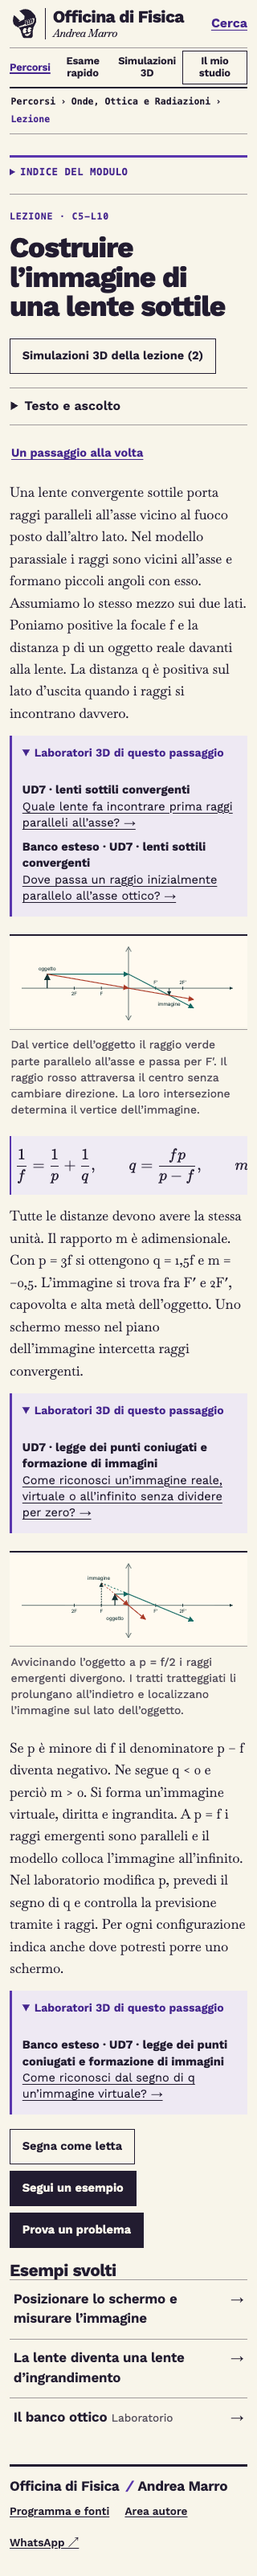 Officina di Fisica
Andrea Marro
Cerca
Percorsi
Esame rapido
Simulazioni 3D
Il mio studio
Percorsi › Onde, Ottica e Radiazioni ›
Lezione
▶ INDICE DEL MODULO
LEZIONE · C5–L10
Costruire
l’immagine di
una lente sottile
Simulazioni 3D della lezione (2)
▶ Testo e ascolto
Un passaggio alla volta
Una lente convergente sottile porta
raggi paralleli all’asse vicino al fuoco
posto dall’altro lato. Nel modello
parassiale i raggi sono vicini all’asse e
formano piccoli angoli con esso.
Assumiamo lo stesso mezzo sui due lati.
Poniamo positive la focale f e la
distanza p di un oggetto reale davanti
alla lente. La distanza q è positiva sul
lato d’uscita quando i raggi si
incontrano davvero.
▼ Laboratori 3D di questo passaggio
UD7 · lenti sottili convergenti
Quale lente fa incontrare prima raggi
paralleli all’asse? →
Banco esteso · UD7 · lenti sottili
convergenti
Dove passa un raggio inizialmente
parallelo all’asse ottico? →
oggetto
2F F F′ 2F′
immagine
Dal vertice dell’oggetto il raggio verde
parte parallelo all’asse e passa per F′. Il
raggio rosso attraversa il centro senza
cambiare direzione. La loro intersezione
determina il vertice dell’immagine.
1/f = 1/p + 1/q, q = fp/(p − f), m
Tutte le distanze devono avere la stessa
unità. Il rapporto m è adimensionale.
Con p = 3f si ottengono q = 1,5f e m =
−0,5. L’immagine si trova fra F′ e 2F′,
capovolta e alta metà dell’oggetto. Uno
schermo messo nel piano
dell’immagine intercetta raggi
convergenti.
▼ Laboratori 3D di questo passaggio
UD7 · legge dei punti coniugati e
formazione di immagini
Come riconosci un’immagine reale,
virtuale o all’infinito senza dividere
per zero? →
immagine
2F F F′ 2F′
oggetto
Avvicinando l’oggetto a p = f/2 i raggi
emergenti divergono. I tratti tratteggiati li
prolungano all’indietro e localizzano
l’immagine sul lato dell’oggetto.
Se p è minore di f il denominatore p − f
diventa negativo. Ne segue q < 0 e
perciò m > 0. Si forma un’immagine
virtuale, diritta e ingrandita. A p = f i
raggi emergenti sono paralleli e il
modello colloca l’immagine all’infinito.
Nel laboratorio modifica p, prevedi il
segno di q e controlla la previsione
tramite i raggi. Per ogni configurazione
indica anche dove potresti porre uno
schermo.
▼ Laboratori 3D di questo passaggio
Banco esteso · UD7 · legge dei punti
coniugati e formazione di immagini
Come riconosci dal segno di q
un’immagine virtuale? →
Segna come letta
Segui un esempio
Prova un problema
Esempi svolti
Posizionare lo schermo e
misurare l’immagine →
La lente diventa una lente
d’ingrandimento →
Il banco ottico Laboratorio →
Officina di Fisica / Andrea Marro
Programma e fonti Area autore
WhatsApp ↗